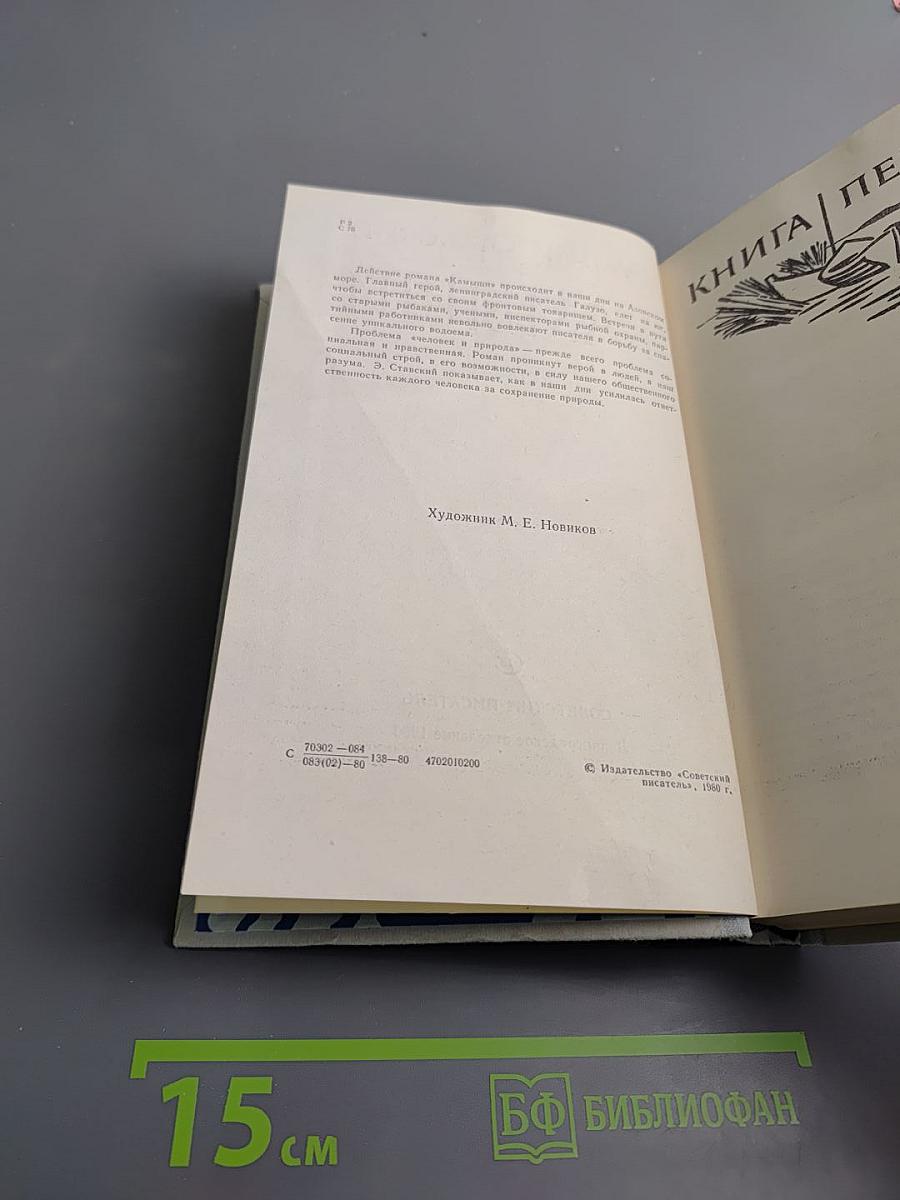 Р 2
С 76
Действие романа «Камыши» происходит в наши дни на Азовском
море. Главный герой, ленинградский писатель Галузо, едет на юг,
чтобы встретиться со своим фронтовым товарищем. Встречи в пути
со старыми рыбаками, учеными, инспекторами рыбной охраны, пар-
тийными работниками невольно вовлекают писателя в борьбу за спа-
сение уникального водоема.
Проблема «человек и природа» — прежде всего проблема со-
циальная и нравственная. Роман проникнут верой в людей, в наш
социальный строй, в его возможности, в силу нашего общественного
разума. Э. Ставский показывает, как в наши дни усилилась ответ-
ственность каждого человека за сохранение природы.
Художник М. Е. Новиков
С 70302—084
083(02)—80 138—80 4702010200
© Издательство «Советский
писатель», 1980 г.
КНИГА ПЕ
15 см
БФ БИБЛИОФАН